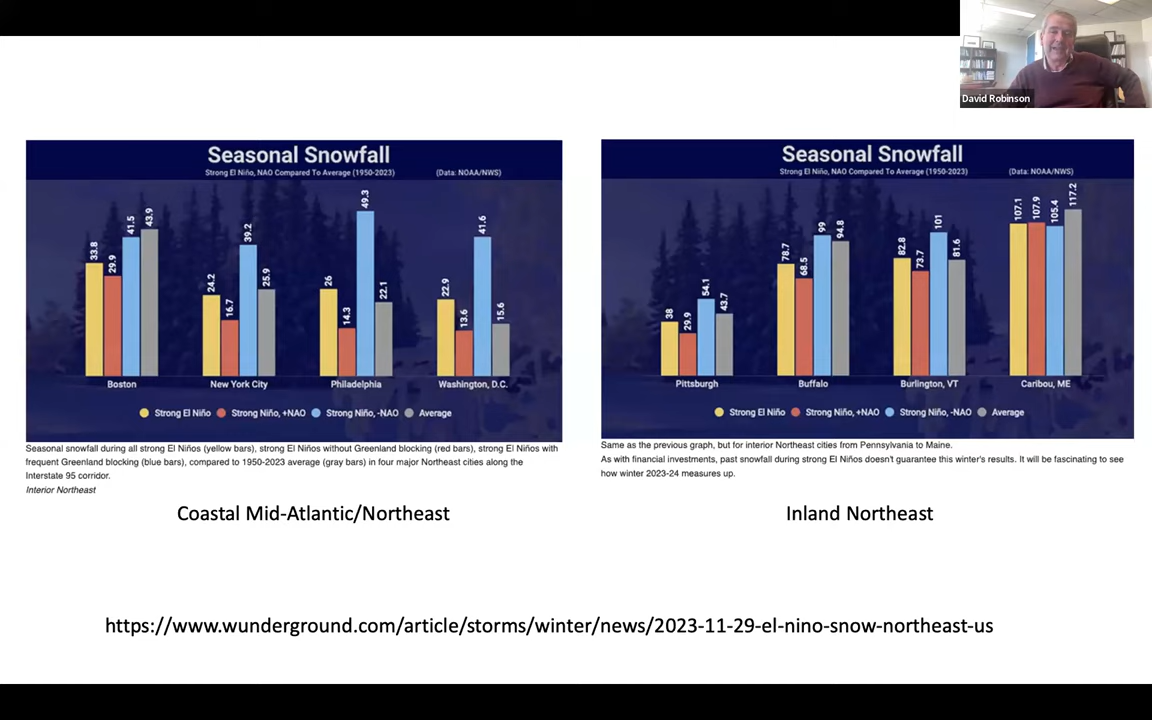 David Robinson
Seasonal Snowfall
Strong El Niño, NAO Compared To Average (1950-2023) (Data: NOAA/NWS)
33.8 29.9 41.5 43.9
24.2 16.7 39.2 25.9
26 14.3 49.3 22.1
22.9 13.6 41.6 15.6
Boston New York City Philadelphia Washington, D.C.
Strong El Niño Strong Niño, +NAO Strong Niño, -NAO Average
Seasonal snowfall during all strong El Niños (yellow bars), strong El Niños without Greenland blocking (red bars), strong El Niños with
frequent Greenland blocking (blue bars), compared to 1950-2023 average (gray bars) in four major Northeast cities along the
Interstate 95 corridor.
Interior Northeast
Coastal Mid-Atlantic/Northeast
Seasonal Snowfall
Strong El Niño, NAO Compared To Average (1950-2023) (Data: NOAA/NWS)
38 29.9 54.1 43.7
78.7 68.5 99 94.8
82.8 73.7 101 81.6
107.1 107.9 105.4 117.2
Pittsburgh Buffalo Burlington, VT Caribou, ME
Strong El Niño Strong Niño, +NAO Strong Niño, -NAO Average
Same as the previous graph, but for interior Northeast cities from Pennsylvania to Maine.
As with financial investments, past snowfall during strong El Niños doesn't guarantee this winter's results. It will be fascinating to see
how winter 2023-24 measures up.
Inland Northeast
https://www.wunderground.com/article/storms/winter/news/2023-11-29-el-nino-snow-northeast-us